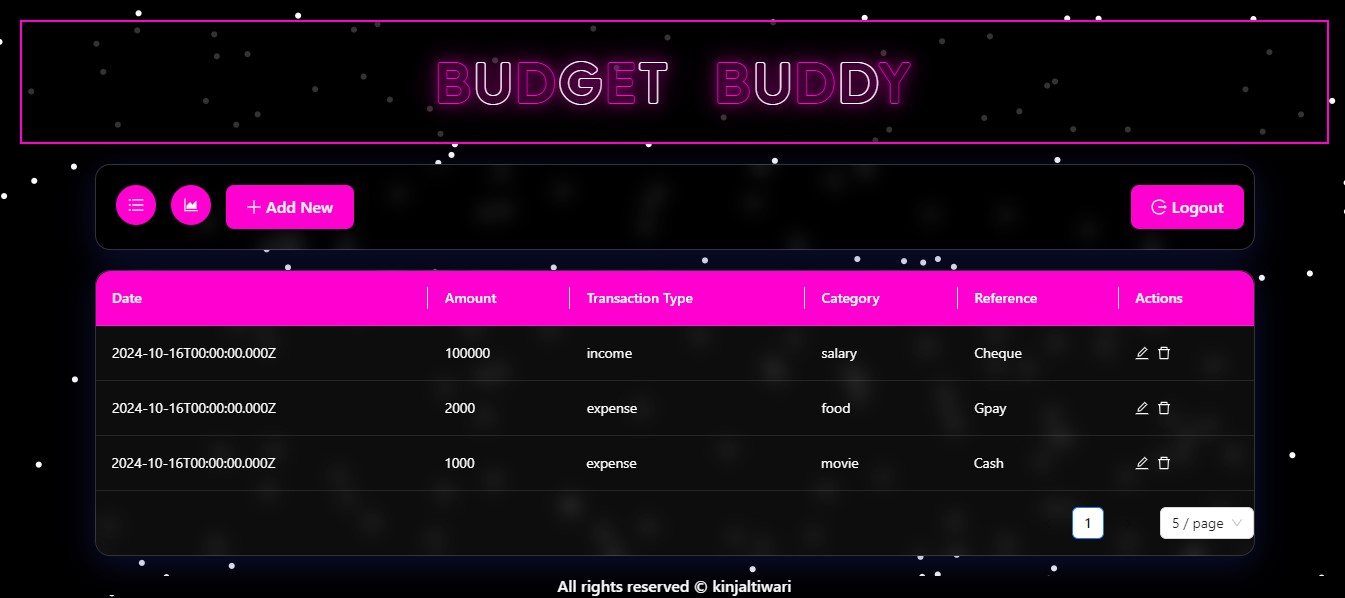 BUDGET BUDDY
Add New Logout
Date Amount Transaction Type Category Reference Actions
2024-10-16T00:00:00.000Z 100000 income salary Cheque
2024-10-16T00:00:00.000Z 2000 expense food Gpay
2024-10-16T00:00:00.000Z 1000 expense movie Cash
1 5 / page
All rights reserved © kinjaltiwari